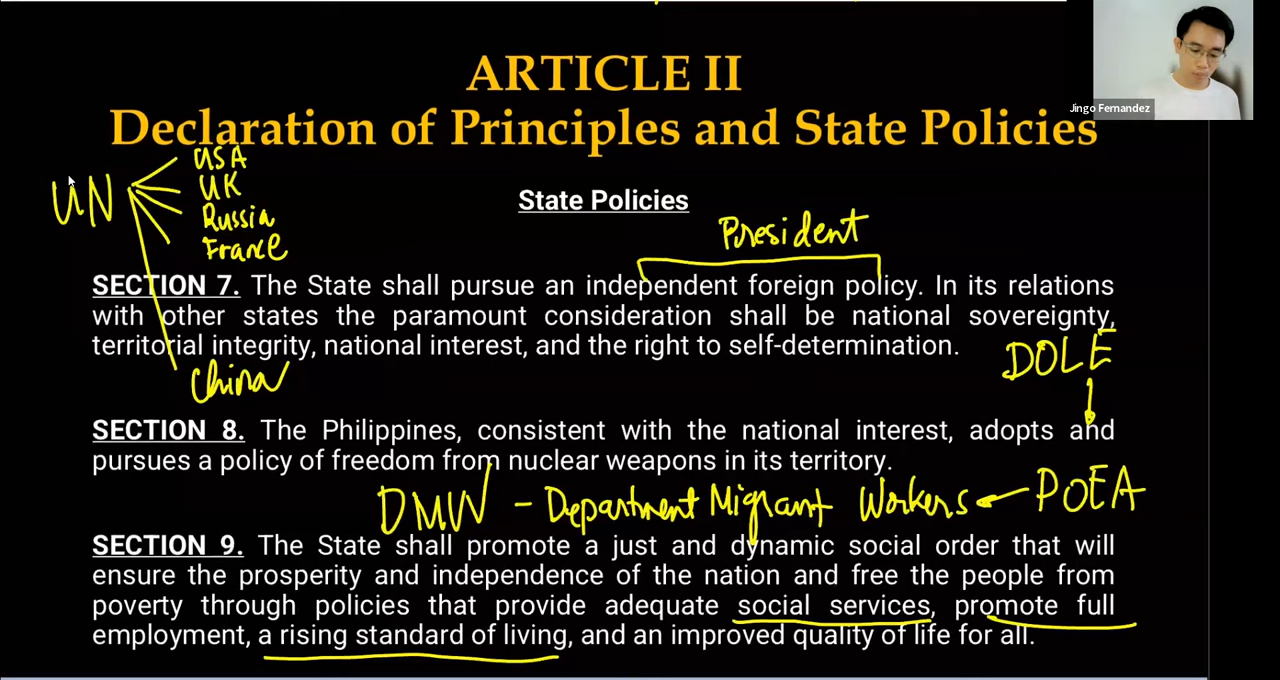 Jingo Fernandez
ARTICLE II
Declaration of Principles and State Policies
UN
USA
UK
Russia
France
China
State Policies
President
SECTION 7. The State shall pursue an independent foreign policy. In its relations
with other states the paramount consideration shall be national sovereignty,
territorial integrity, national interest, and the right to self-determination.
DOLE
SECTION 8. The Philippines, consistent with the national interest, adopts and
pursues a policy of freedom from nuclear weapons in its territory.
DMW - Department Migrant Workers
POEA
SECTION 9. The State shall promote a just and dynamic social order that will
ensure the prosperity and independence of the nation and free the people from
poverty through policies that provide adequate social services, promote full
employment, a rising standard of living, and an improved quality of life for all.